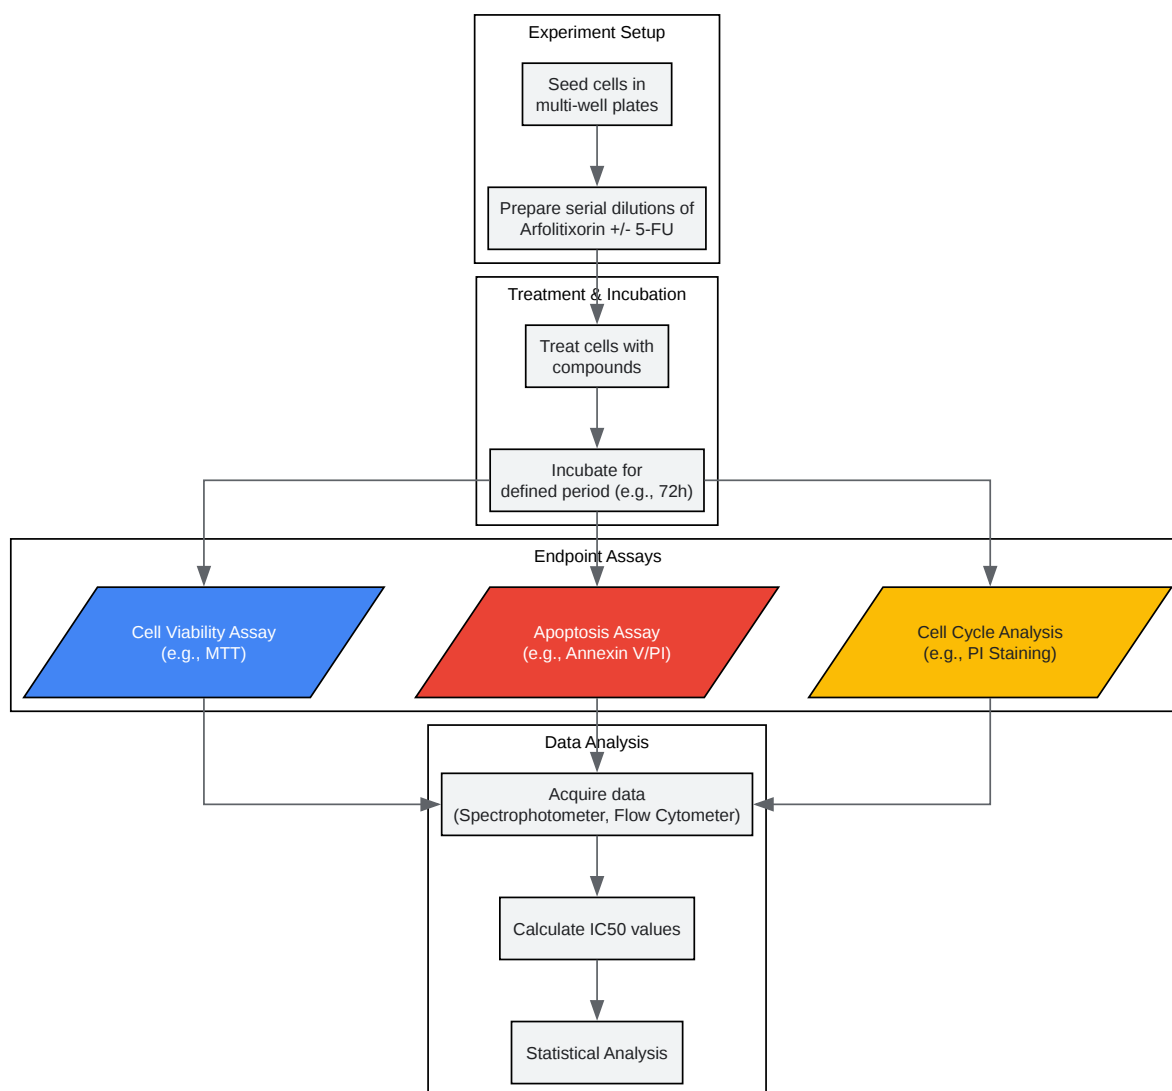 Experiment Setup
Seed cells in
multi-well plates
Prepare serial dilutions of
Arfolitixorin +/- 5-FU
Treatment & Incubation
Treat cells with
compounds
Incubate for
defined period (e.g., 72h)
Endpoint Assays
Cell Viability Assay
(e.g., MTT)
Apoptosis Assay
(e.g., Annexin V/PI)
Cell Cycle Analysis
(e.g., PI Staining)
Data Analysis
Acquire data
(Spectrophotometer, Flow Cytometer)
Calculate IC50 values
Statistical Analysis